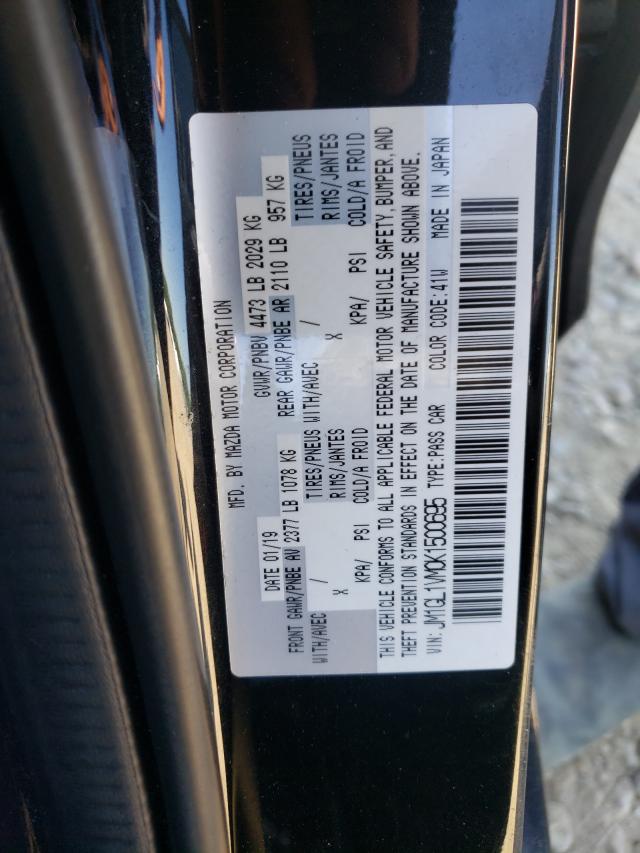 MFD. BY MAZDA MOTOR CORPORATION
DATE 01/19 GVWR/PNBV 4473 LB 2029 KG
FRONT GAWR/PNBE AV 2377 LB 1078 KG REAR GAWR/PNBE AR 2110 LB 957 KG
WITH/AVEC / TIRES/PNEUS WITH/AVEC / TIRES/PNEUS
X RIMS/JANTES X RIMS/JANTES
KPA/ PSI COLD/A FROID KPA/ PSI COLD/A FROID
THIS VEHICLE CONFORMS TO ALL APPLICABLE FEDERAL MOTOR VEHICLE SAFETY, BUMPER, AND
THEFT PREVENTION STANDARDS IN EFFECT ON THE DATE OF MANUFACTURE SHOWN ABOVE.
VIN: JM1GL1VM0K1500695 TYPE:PASS CAR COLOR CODE:41W MADE IN JAPAN